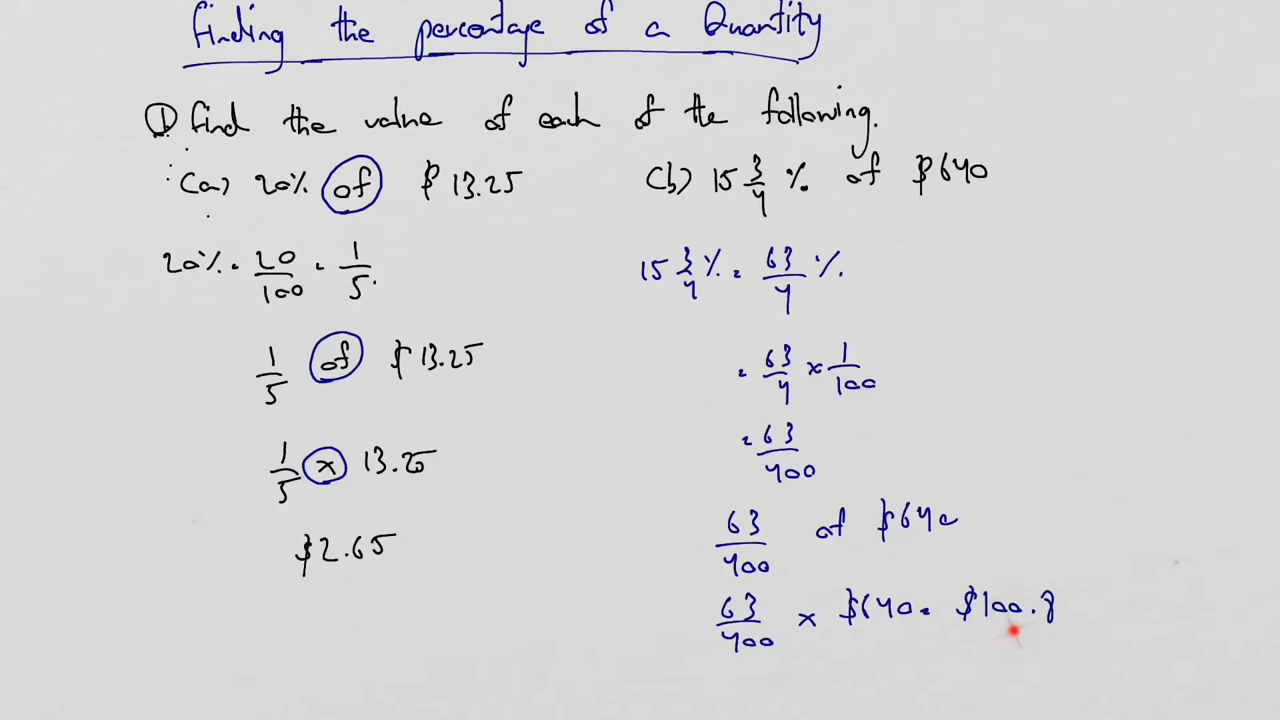 Finding the percentage of a Quantity
① Find the value of each of the following.
(a) 20% of $13.25
20% = 20/100 = 1/5.
1/5 of $13.25
1/5 × 13.25
$2.65
(b) 15 3/4 % of $640
15 3/4 % = 63/4 %.
= 63/4 × 1/100
= 63/400
63/400 of $640
63/400 × $640 = $100.8